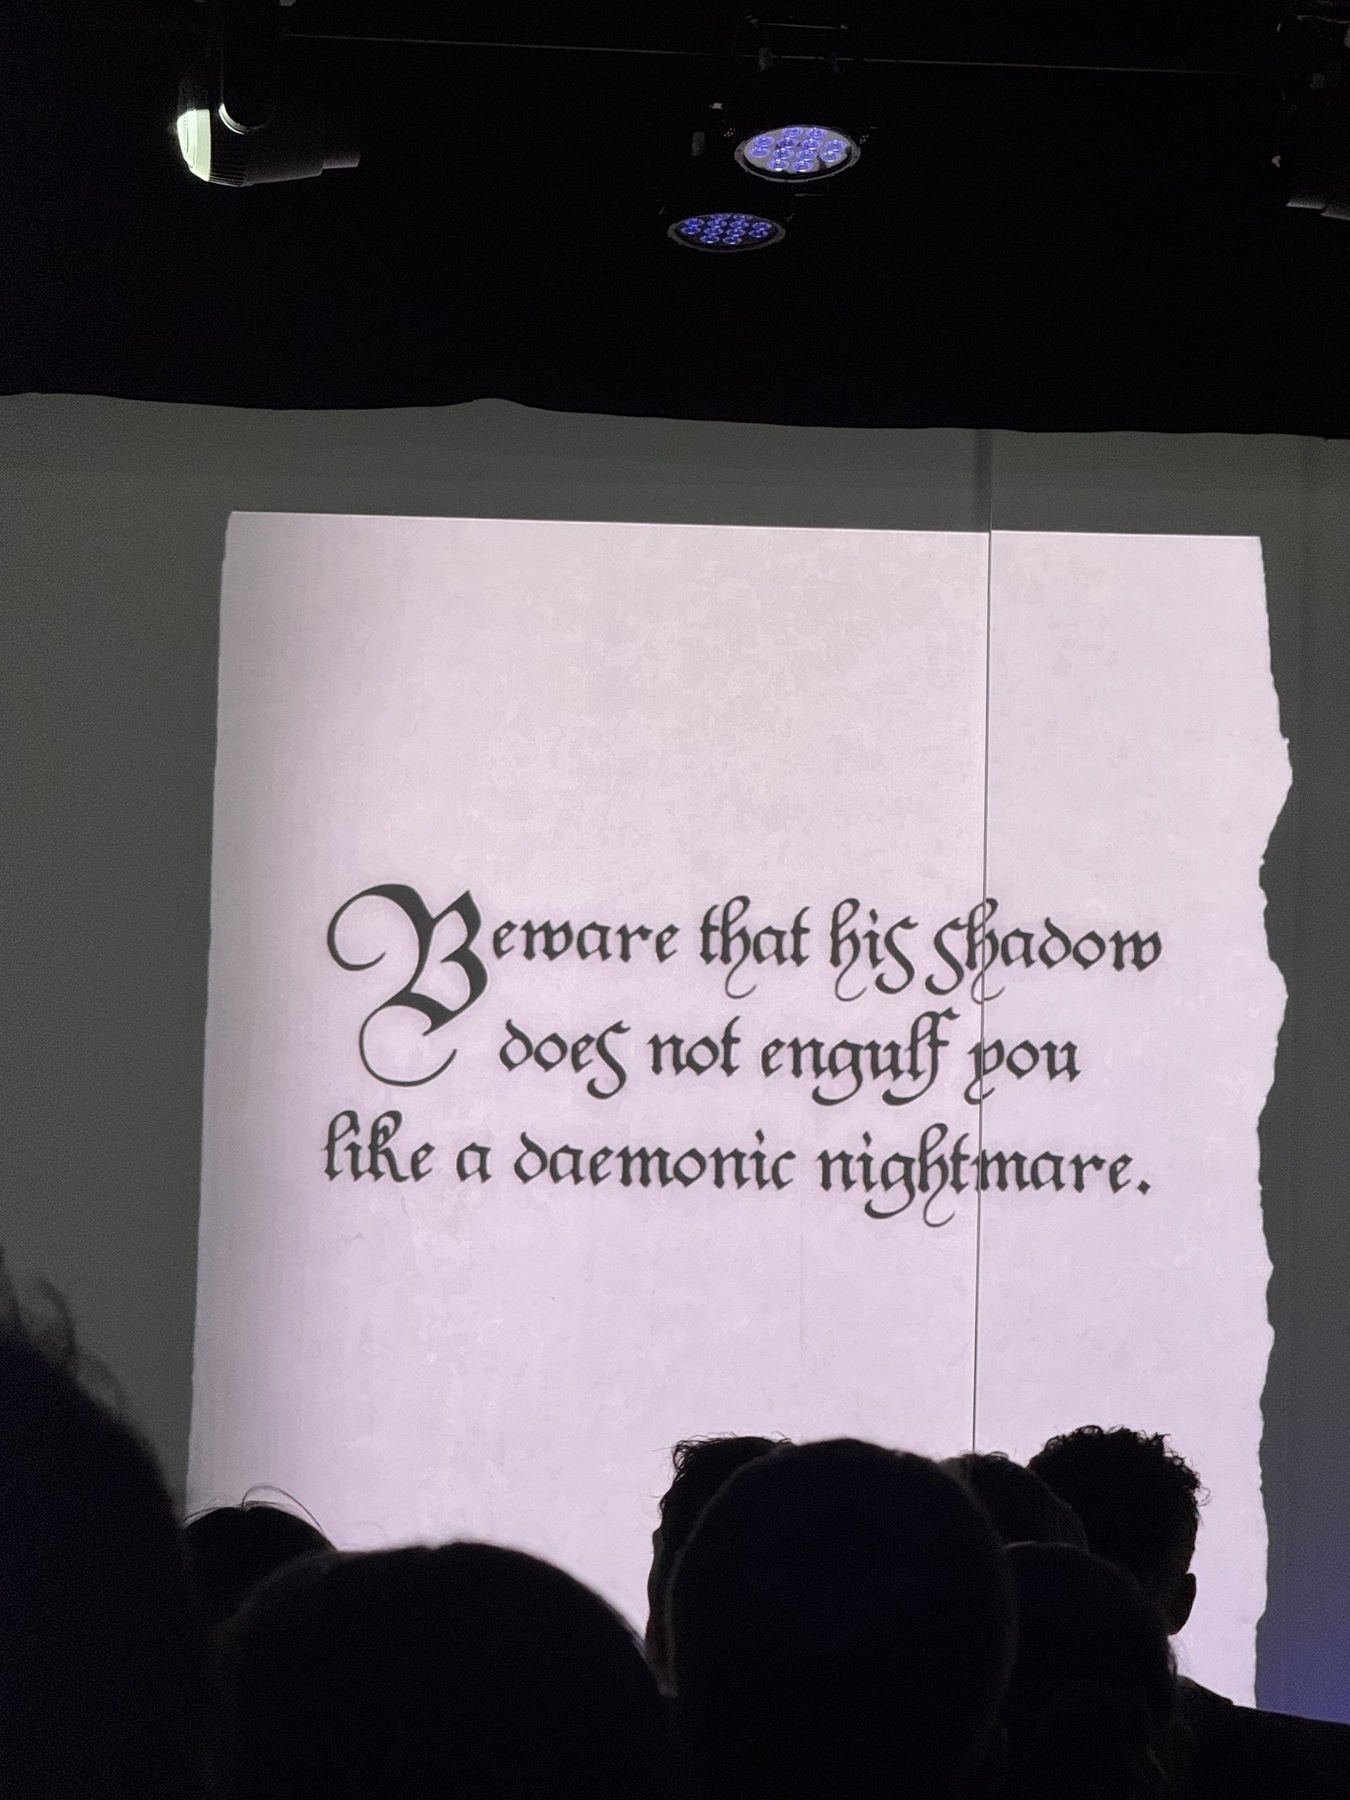 Beware that his shadow
does not engulf you
like a daemonic nightmare.